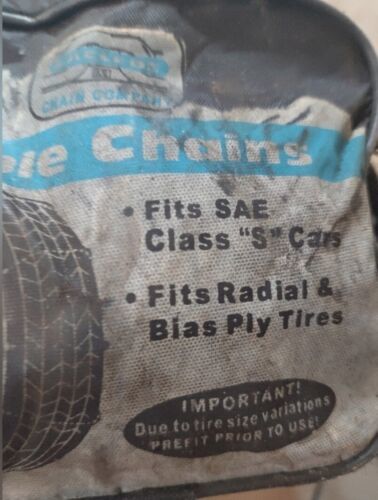 CHAIN COMPANY
ele Chains
• Fits SAE
Class "S" Cars
• Fits Radial &
Bias Ply Tires
IMPORTANT!
Due to tire size variations
PREFIT PRIOR TO USE!